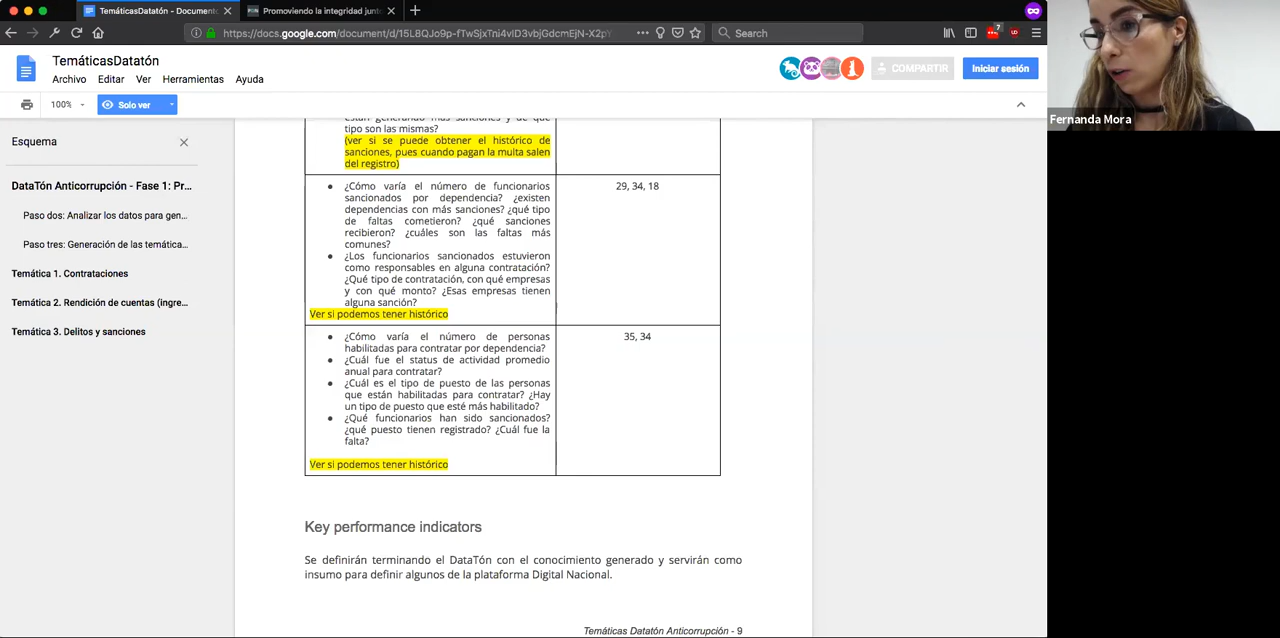 TemáticasDatatón - Document
Promoviendo la integridad junt
https://docs.google.com/document/d/15L8QJo9p-fTwSjxTni4vID3vbjGdcmEjN-X2pY
Search
7
TemáticasDatatón
Archivo Editar Ver Herramientas Ayuda
COMPARTIR
Iniciar sesión
100%
Solo ver
Esquema
DataTón Anticorrupción - Fase 1: Pr...
Paso dos: Analizar los datos para gen...
Paso tres: Generación de las temática...
Temática 1. Contrataciones
Temática 2. Rendición de cuentas (ingre...
Temática 3. Delitos y sanciones
están generando más sanciones y de qué
tipo son las mismas?
(ver si se puede obtener el histórico de
sanciones, pues cuando pagan la multa salen
del registro)
● ¿Cómo varía el número de funcionarios
sancionados por dependencia? ¿existen
dependencias con más sanciones? ¿qué tipo
de faltas cometieron? ¿qué sanciones
recibieron? ¿cuáles son las faltas más
comunes?
● ¿Los funcionarios sancionados estuvieron
como responsables en alguna contratación?
¿Qué tipo de contratación, con qué empresas
y con qué monto? ¿Esas empresas tienen
alguna sanción?
Ver si podemos tener histórico
29, 34, 18
● ¿Cómo varía el número de personas
habilitadas para contratar por dependencia?
● ¿Cuál fue el status de actividad promedio
anual para contratar?
● ¿Cuál es el tipo de puesto de las personas
que están habilitadas para contratar? ¿Hay
un tipo de puesto que esté más habilitado?
● ¿Qué funcionarios han sido sancionados?
¿qué puesto tienen registrado? ¿Cuál fue la
falta?
Ver si podemos tener histórico
35, 34
Key performance indicators
Se definirán terminando el DataTón con el conocimiento generado y servirán como
insumo para definir algunos de la plataforma Digital Nacional.
Temáticas Datatón Anticorrupción - 9
Fernanda Mora